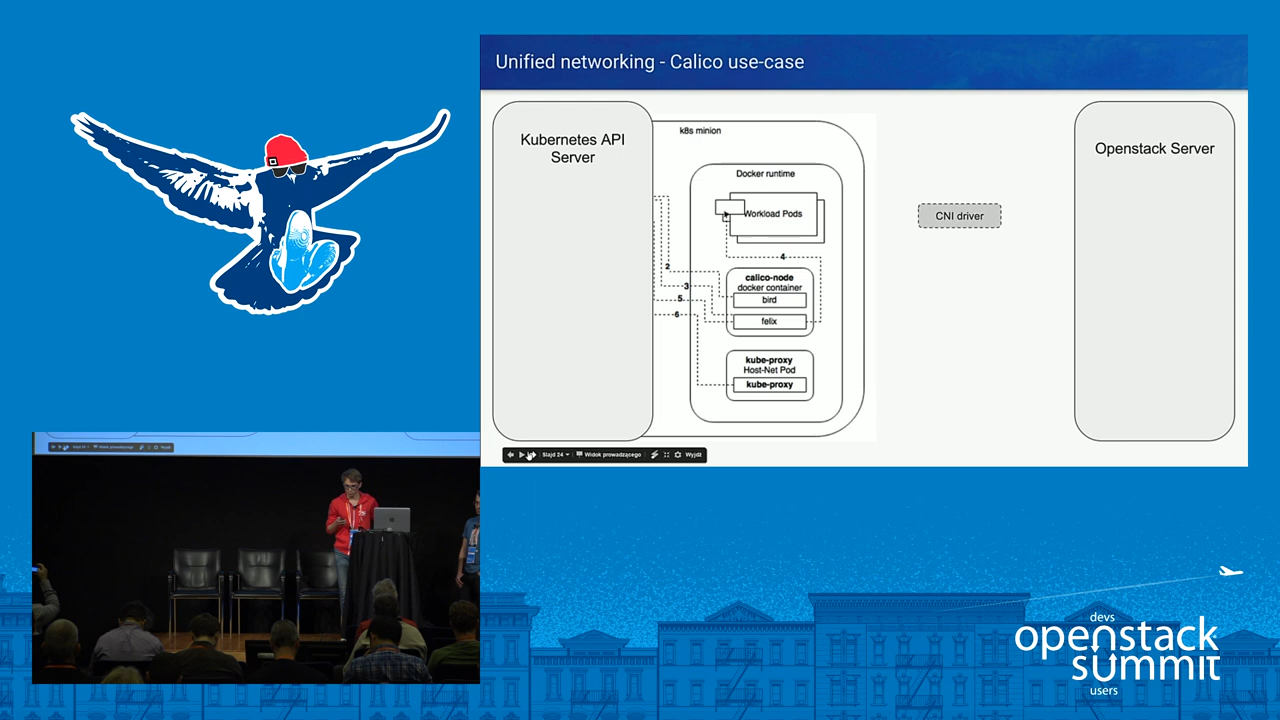 Unified networking - Calico use-case
Kubernetes API
Server
k8s minion
Docker runtime
Workload Pods
4
2
3
5
6
calico-node
docker container
bird
felix
kube-proxy
Host-Net Pod
kube-proxy
CNI driver
Openstack Server
Slajd 24
Widok prowadzącego
Wyjdź
devs
openstack
summit
users